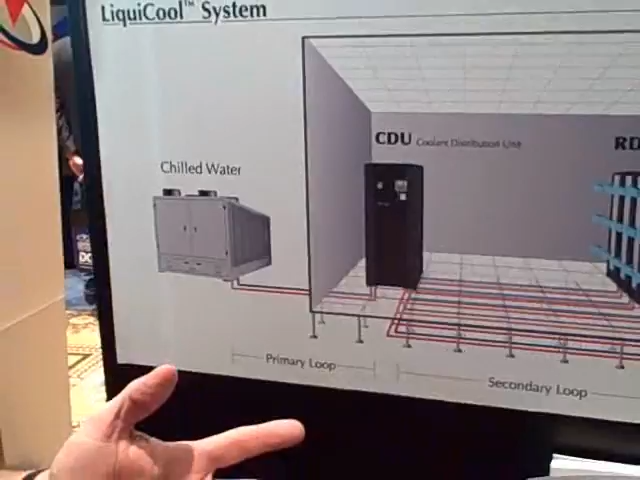 LiquiCool™ System
CDU Coolant Distribution Unit
RD
Chilled Water
Primary Loop
Secondary Loop